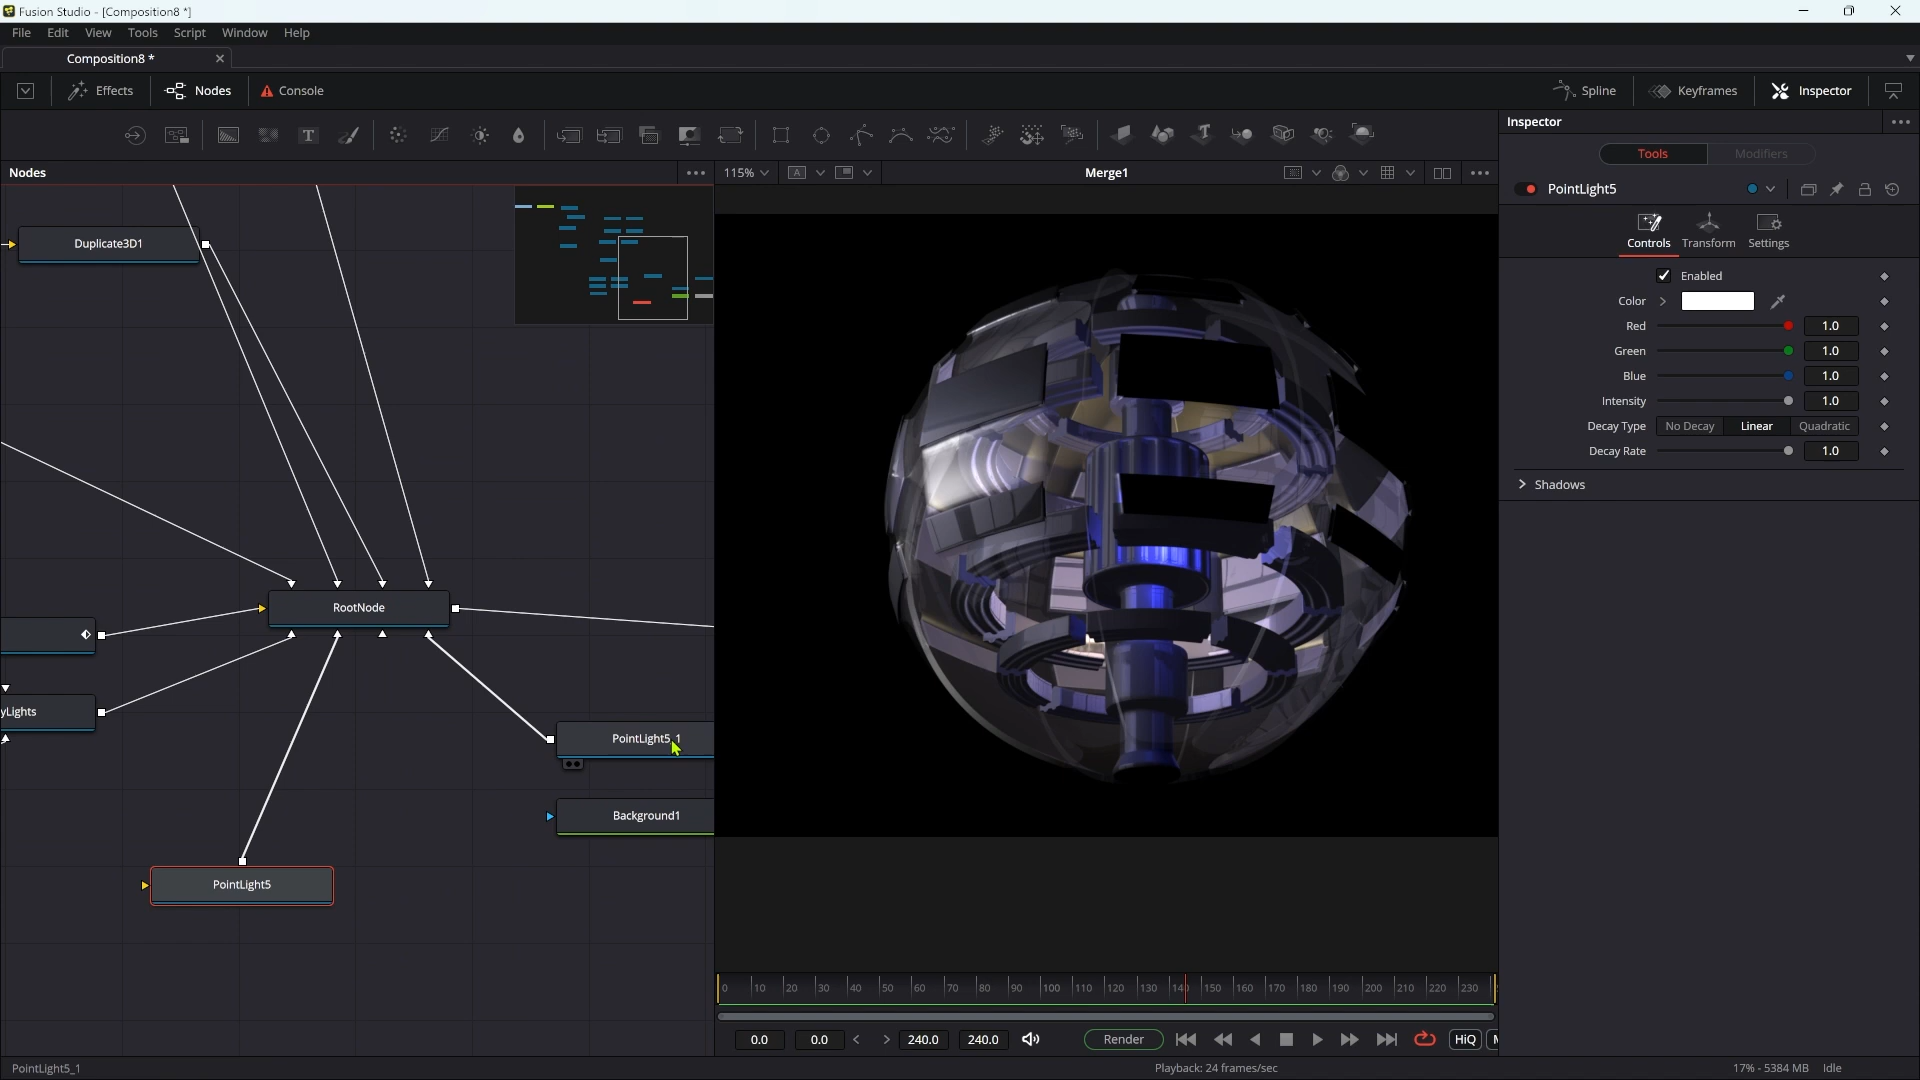 Fusion Studio - [Composition8 *]
File Edit View Tools Script Window Help
Composition8 *
Effects Nodes Console Spline Keyframes Inspector
Inspector
Tools Modifiers
Nodes
115% A Merge1
PointLight5
Controls Transform Settings
Enabled
Color
Red 1.0
Green 1.0
Blue 1.0
Intensity 1.0
Decay Type No Decay Linear Quadratic
Decay Rate 1.0
Shadows
Duplicate3D1
RootNode
yLights
PointLight5_1
Background1
PointLight5
0 10 20 30 40 50 60 70 80 90 100 110 120 130 150 160 170 180 190 200 210 220 230
0.0 0.0 < > 240.0 240.0 Render HiQ
PointLight5_1 Playback: 24 frames/sec 17% - 5384 MB Idle